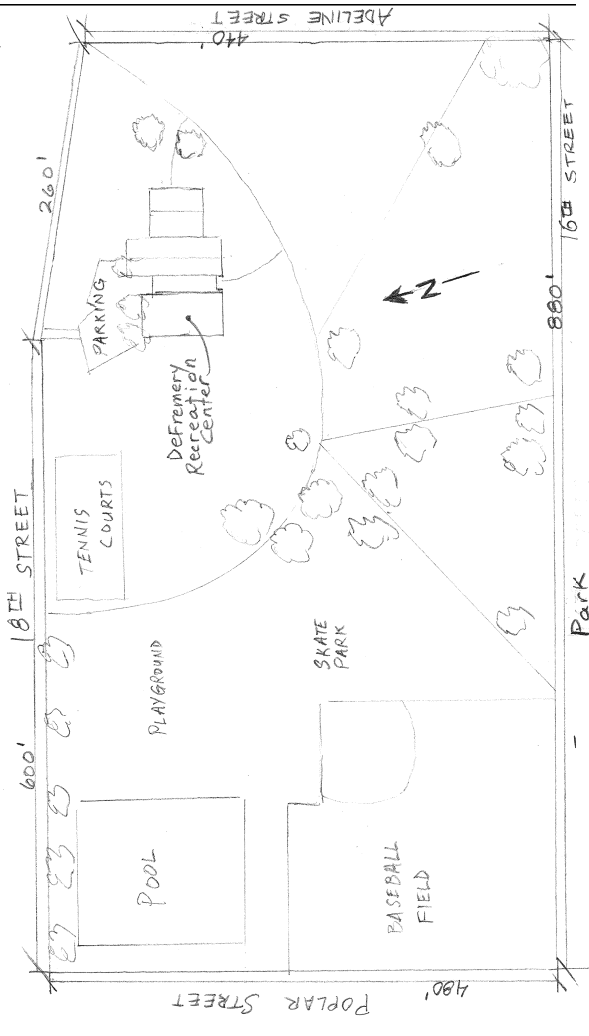 POPLAR STREET
480'
600'
18TH STREET
260'
ADELINE STREET
440'
POOL
PLAYGROUND
TENNIS
COURTS
PARKING
DeFremery
Recreation
Center
SKATE
PARK
N
BASEBALL
FIELD
880'
16TH STREET
- Park